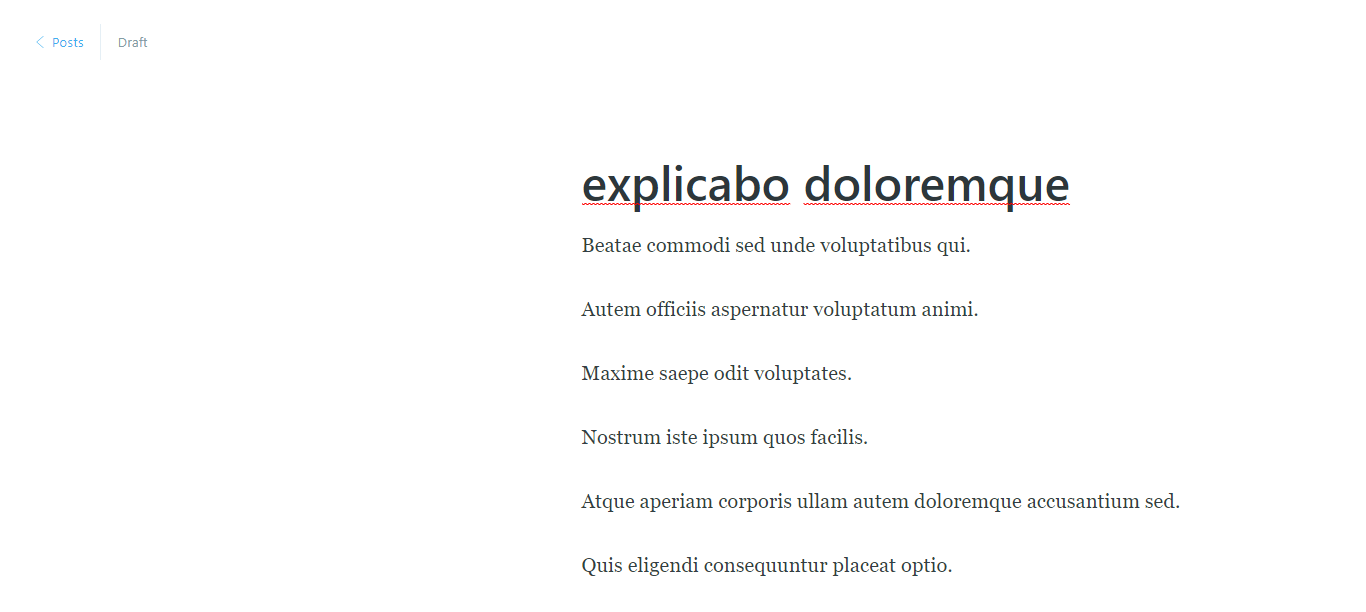 Posts
Draft
explicabo doloremque
Beatae commodi sed unde voluptatibus qui.
Autem officiis aspernatur voluptatum animi.
Maxime saepe odit voluptates.
Nostrum iste ipsum quos facilis.
Atque aperiam corporis ullam autem doloremque accusantium sed.
Quis eligendi consequuntur placeat optio.